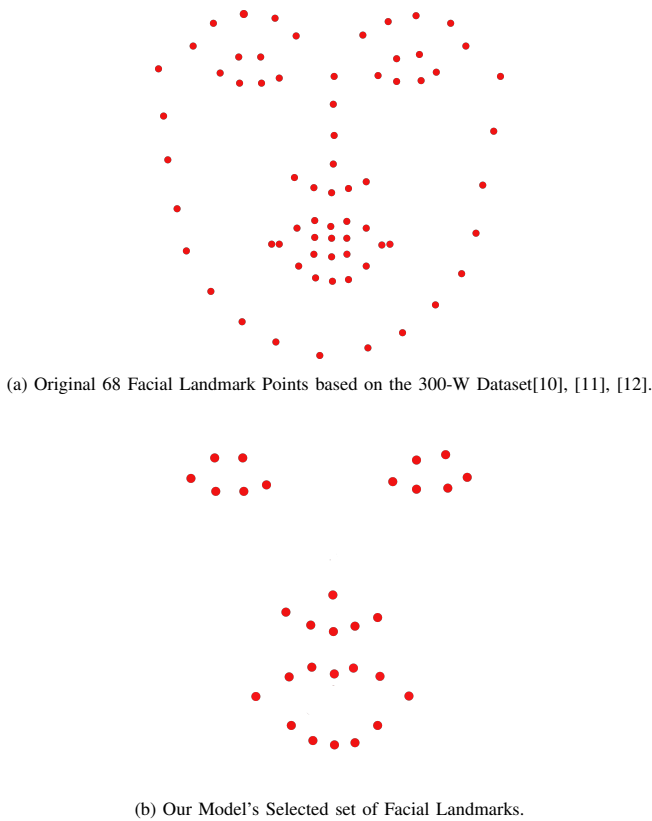 (a) Original 68 Facial Landmark Points based on the 300-W Dataset[10], [11], [12].
(b) Our Model's Selected set of Facial Landmarks.